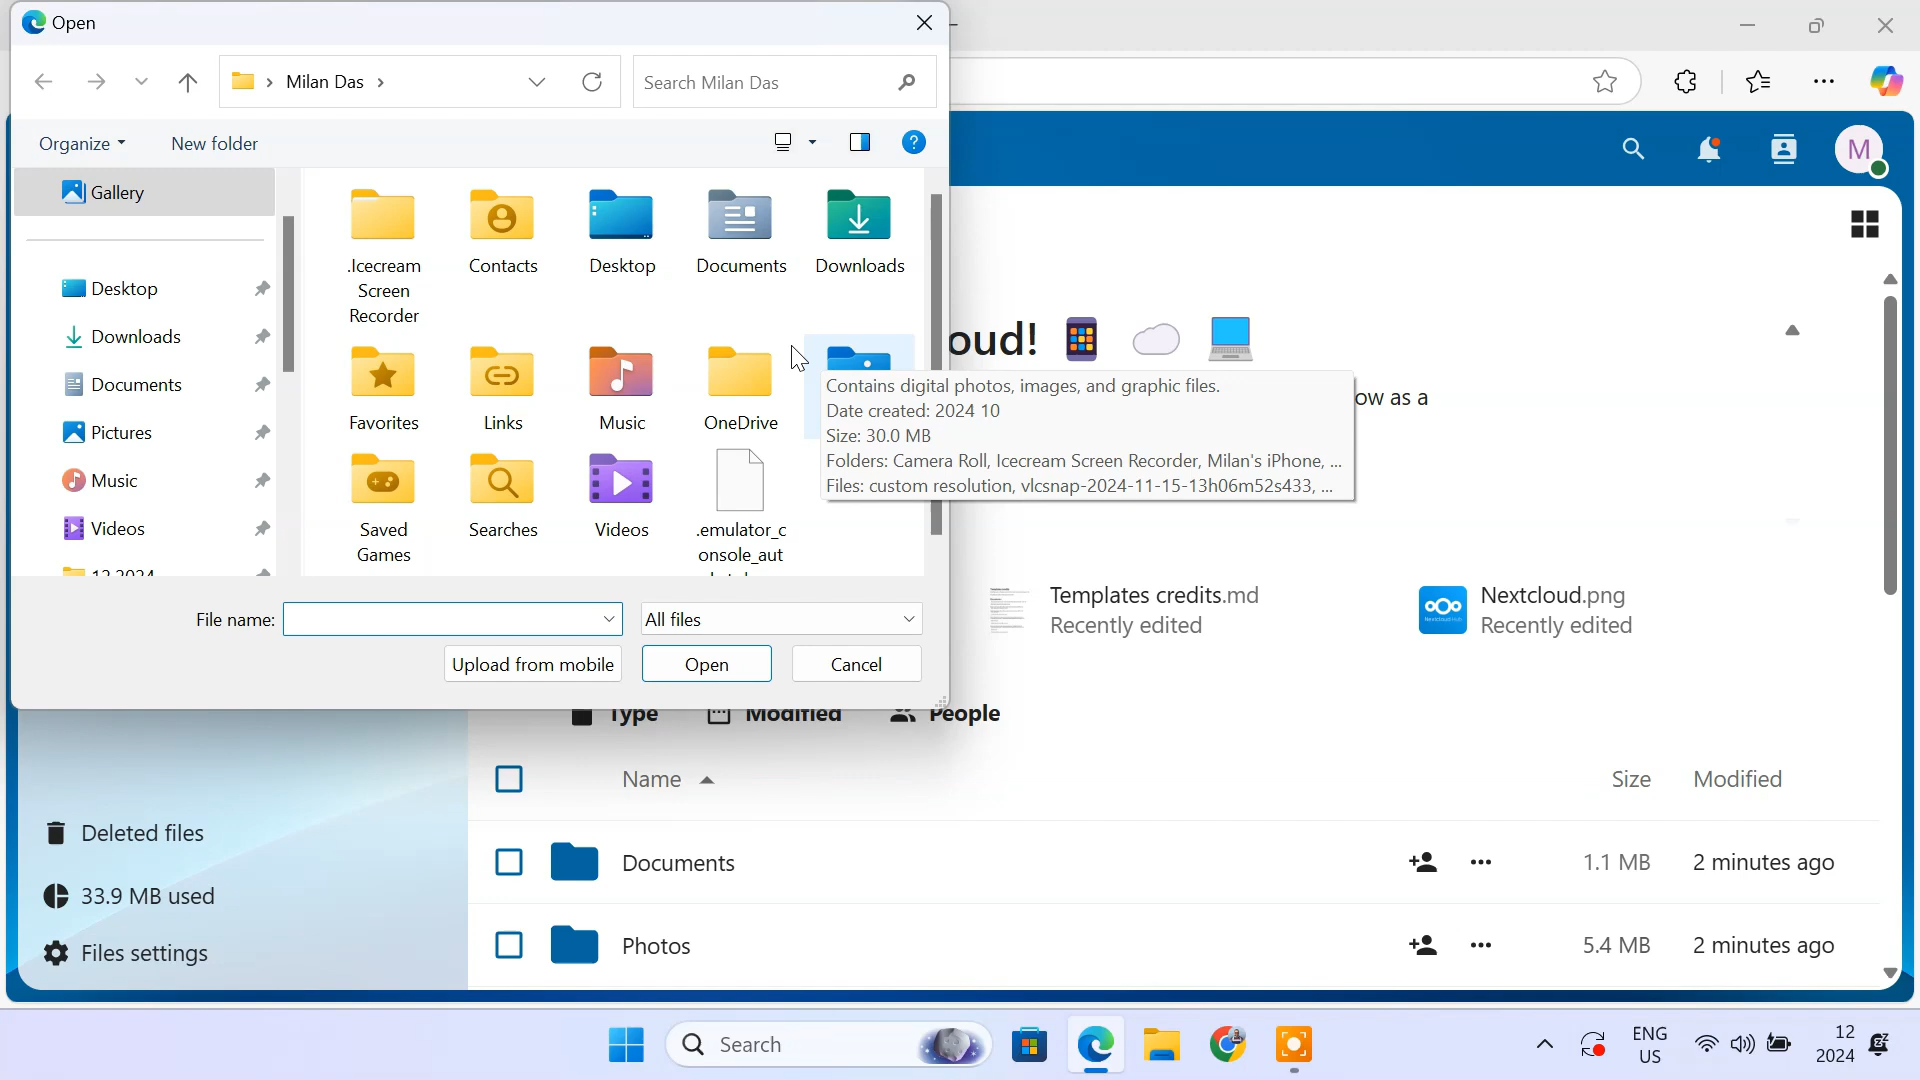 Open
Milan Das
Search Milan Das
Organize
New folder
Gallery
Desktop
Downloads
Documents
Pictures
Music
Videos
.Icecream
Screen
Recorder
Contacts
Desktop
Documents
Downloads
Favorites
Links
Music
OneDrive
Saved
Games
Searches
Videos
.emulator_c
onsole_aut
Contains digital photos, images, and graphic files.
Date created: 2024 10
Size: 30.0 MB
Folders: Camera Roll, Icecream Screen Recorder, Milan's iPhone, ...
Files: custom resolution, vlcsnap-2024-11-15-13h06m52s433, ...
File name:
All files
Upload from mobile
Open
Cancel
M
oud!
ow as a
Templates credits.md
Recently edited
Nextcloud.png
Recently edited
Type
Modified
People
Name
Size
Modified
Documents
1.1 MB
2 minutes ago
Photos
5.4 MB
2 minutes ago
Deleted files
33.9 MB used
Files settings
Search
ENG
US
12
2024